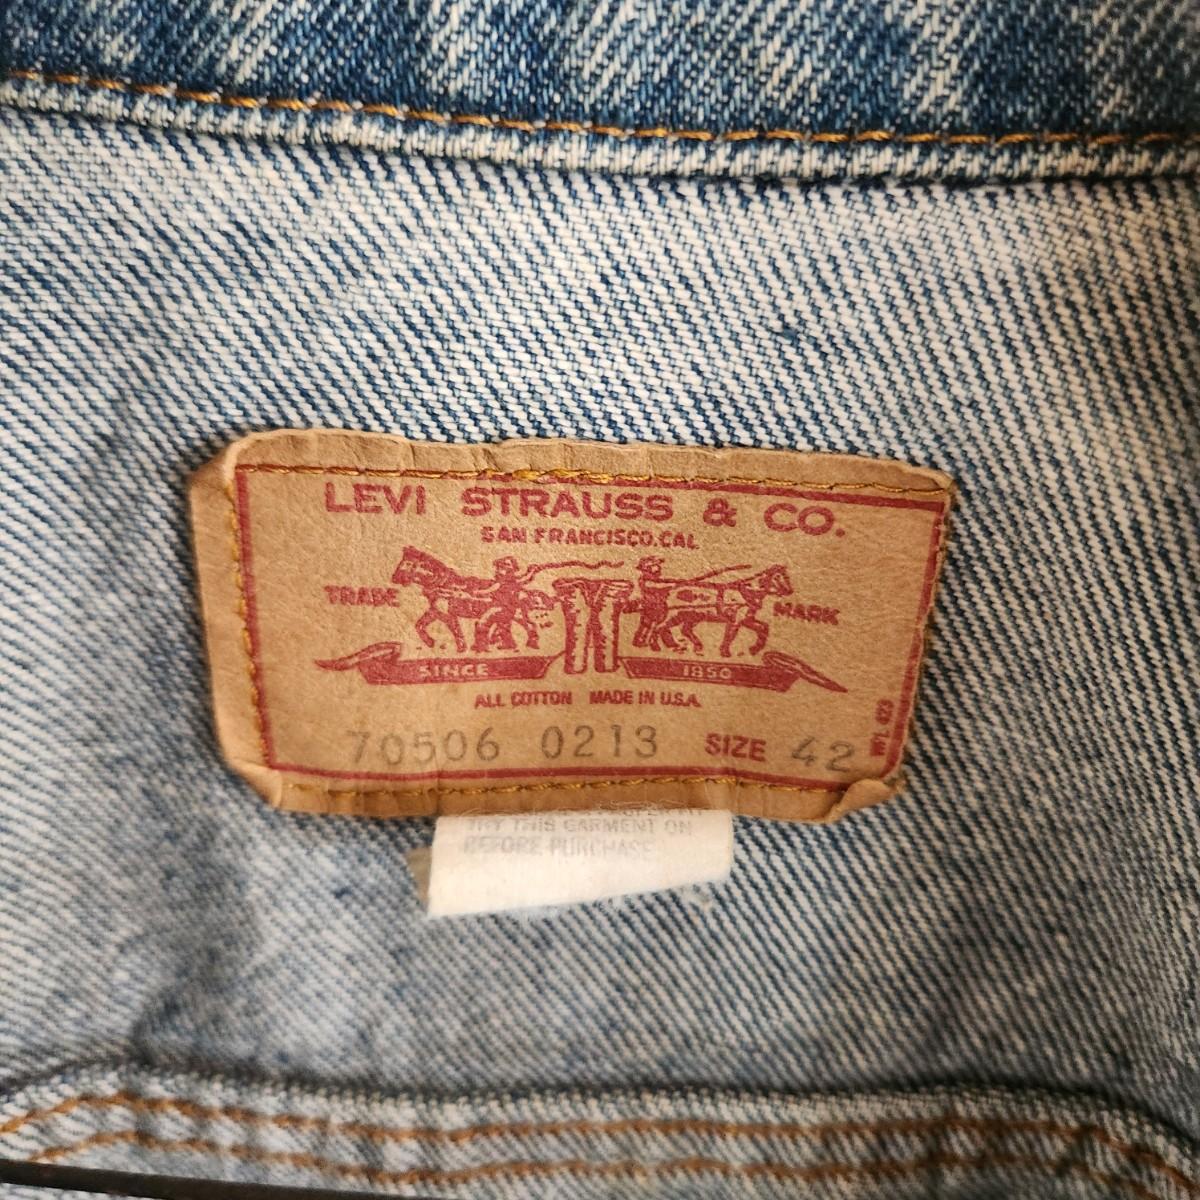 LEVI STRAUSS & CO.
SAN FRANCISCO.CAL
TRADE MARK
SINCE 1850
ALL COTTON MADE IN U.S.A.
70506 0213 SIZE 42
TRY THIS GARMENT ON
BEFORE PURCHASE